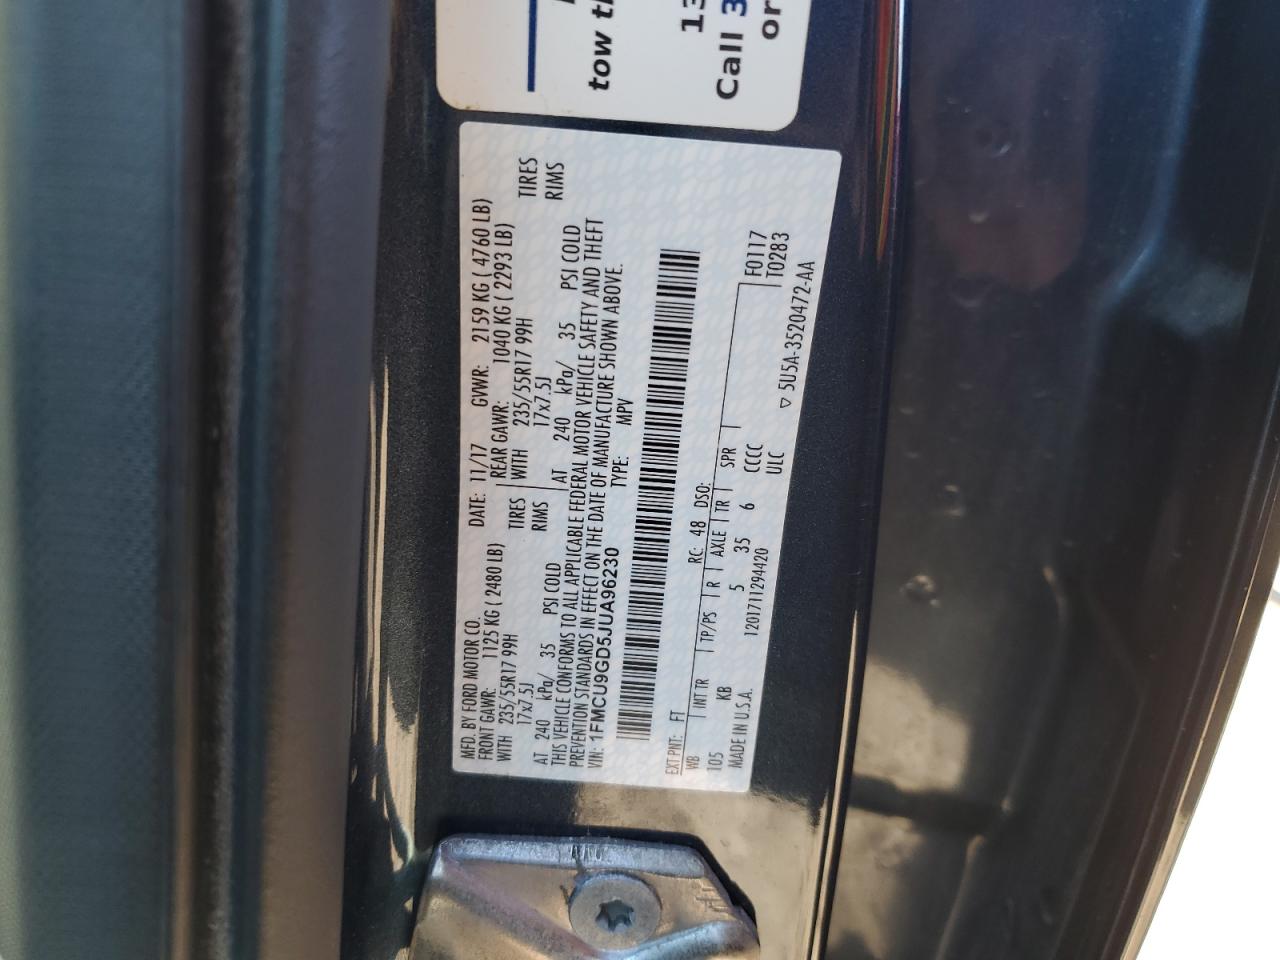 tow
13
Call 3
or
MFD. BY FORD MOTOR CO.
DATE: 11/17 GVWR: 2159 KG ( 4760 LB)
FRONT GAWR: 1125 KG ( 2480 LB)
REAR GAWR: 1040 KG ( 2293 LB)
WITH 235/55R17 99H TIRES
WITH 235/55R17 99H TIRES
17x7.5J RIMS
17x7.5J RIMS
AT 240 kPa/ 35 PSI COLD
AT 240 kPa/ 35 PSI COLD
THIS VEHICLE CONFORMS TO ALL APPLICABLE FEDERAL MOTOR VEHICLE SAFETY AND THEFT
PREVENTION STANDARDS IN EFFECT ON THE DATE OF MANUFACTURE SHOWN ABOVE.
VIN: 1FMCU9GD5JUA96230 TYPE: MPV
EXT PNT: FT RC: 48 DSO: F0117
WB INT TR TP/PS R AXLE TR SPR T0283
105 KB 5 35 6 CCCC
MADE IN U.S.A. 1201711294420 ULC
▽ 5U5A-3520472-AA